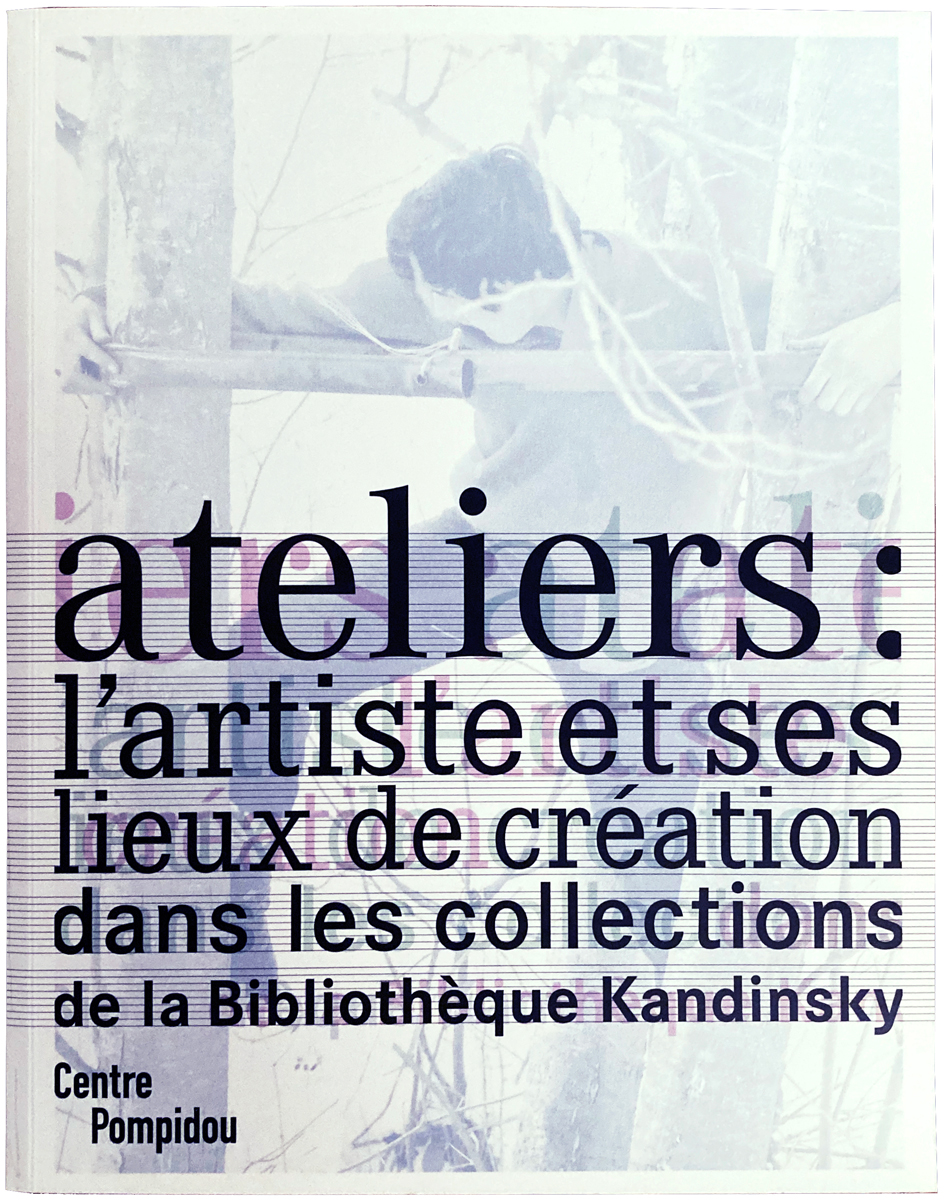 ateliers :
l’artiste et ses
lieux de création
dans les collections
de la Bibliothèque Kandinsky
Centre
Pompidou